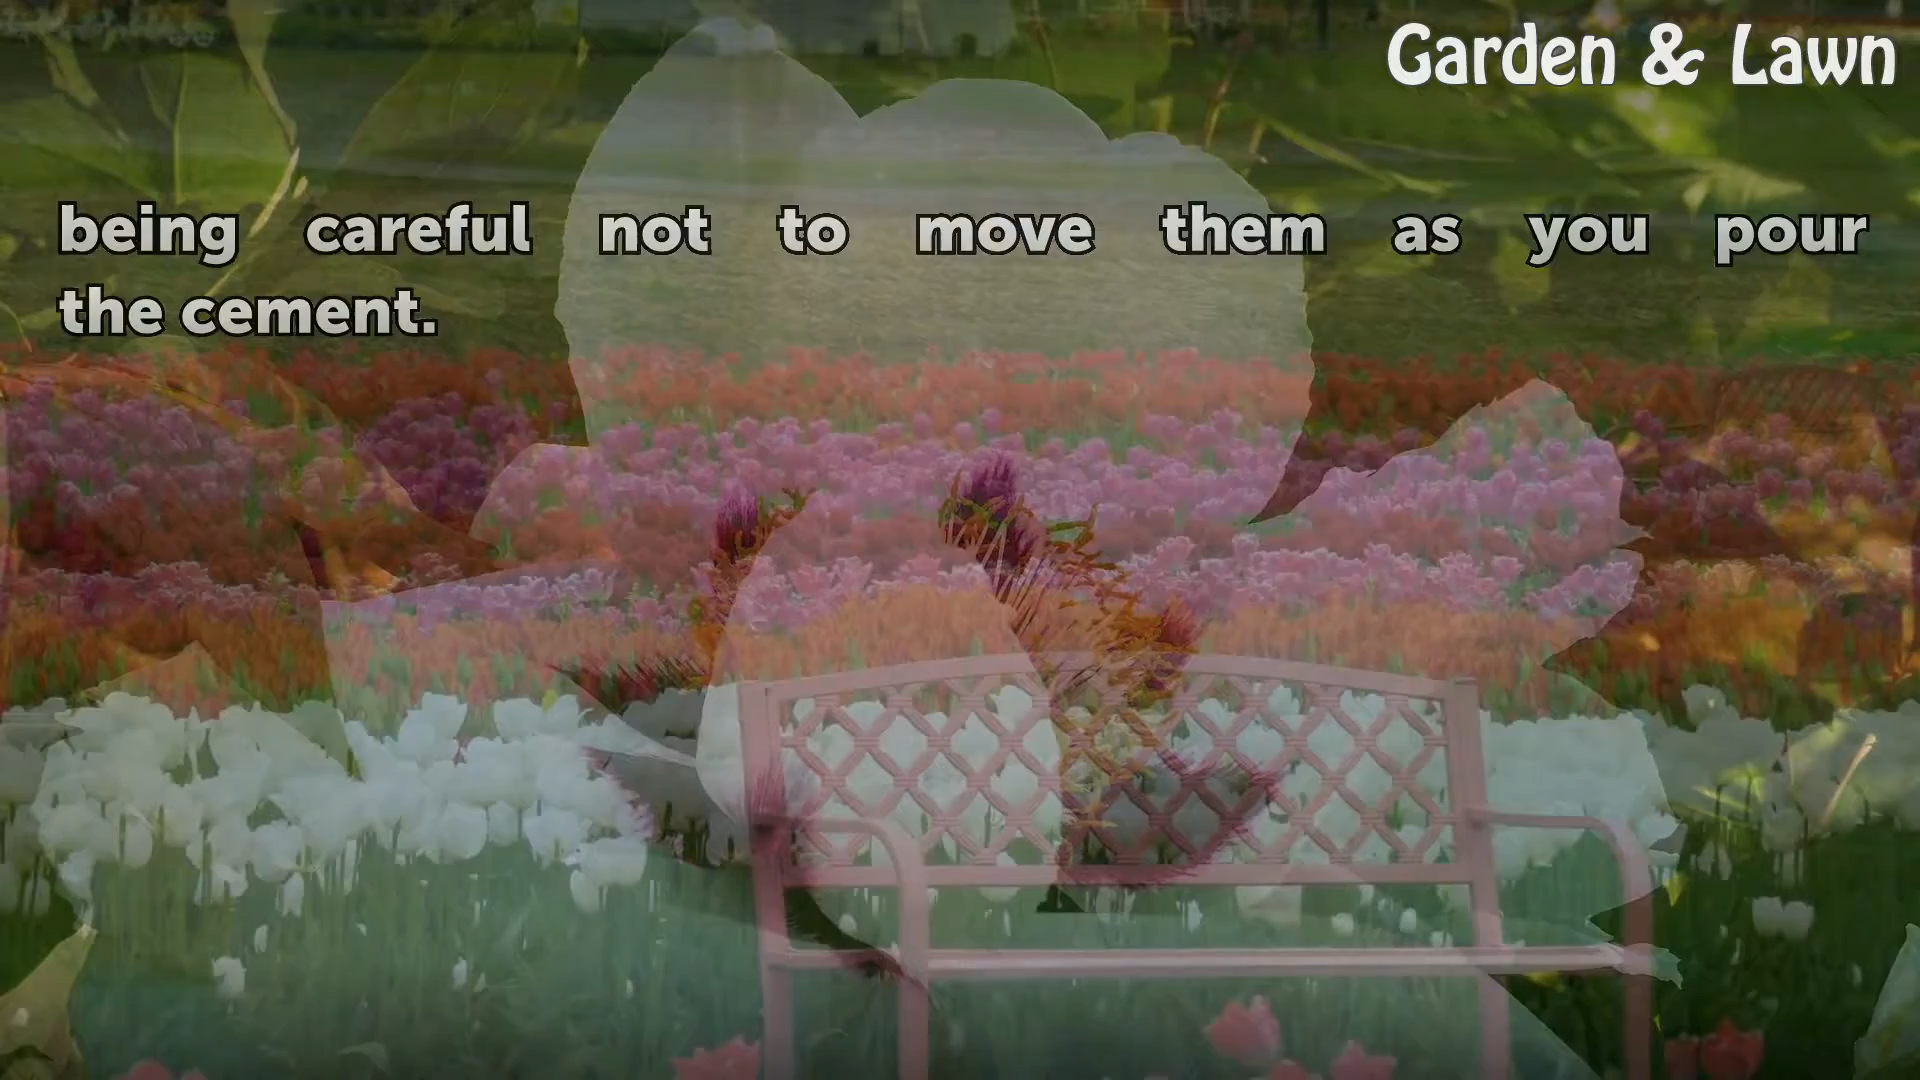 Garden & Lawn
being careful not to move them as you pour
the cement.